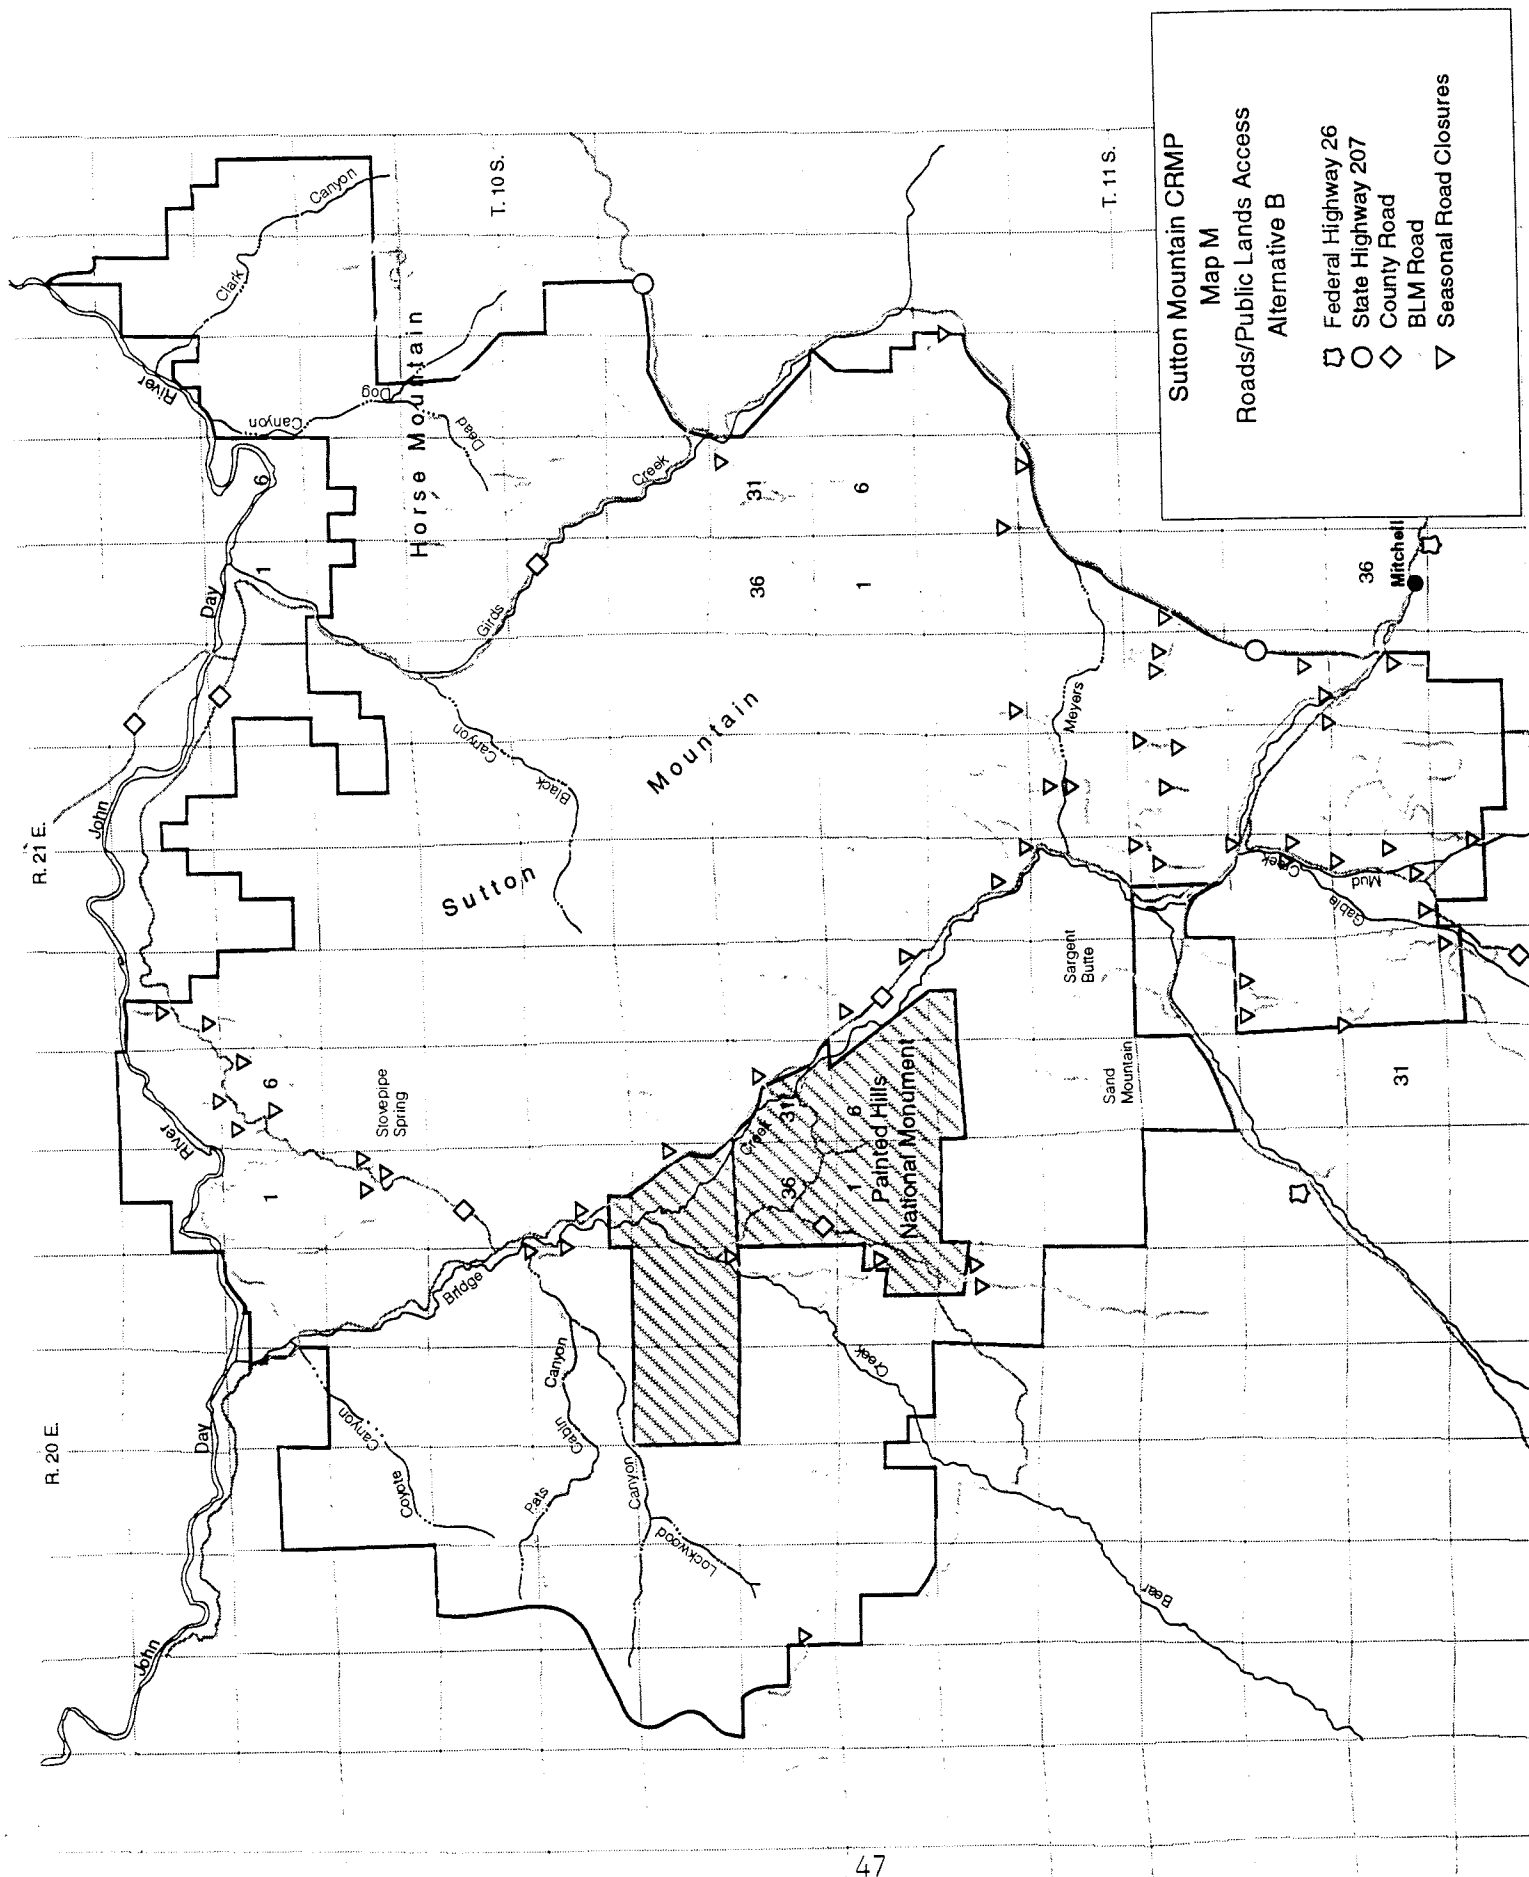 Sutton Mountain CRMP
Map M
Roads/Public Lands Access
Alternative B
Federal Highway 26
State Highway 207
County Road
BLM Road
Seasonal Road Closures
R. 20 E.
R. 21 E.
T. 10 S.
T. 11 S.
John
Day
River
John
Day
River
Clark
Canyon
Canyon
Dog
Dead
Horse Mountain
Girds
Creek
Black
Canyon
Sutton
Mountain
Meyers
Stovepipe
Spring
Bridge
Creek
Coyote
Canyon
Pats
Cabin
Canyon
Canyon
Lockwood
Bear
Creek
Painted Hills
National Monument
Sargent
Butte
Sand
Mountain
Gable
Creek
Mud
Mitchell
6
1
31
6
36
1
36
6
1
31
6
36
1
31
47